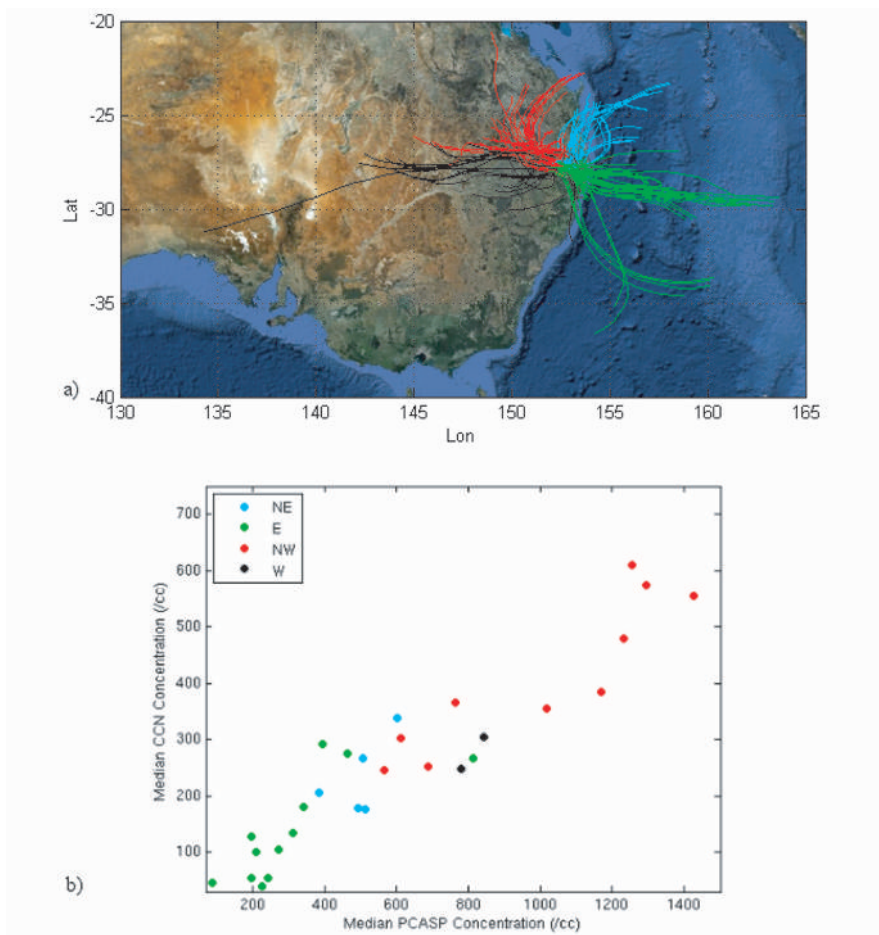 -20
-25
-30
-35
-40
Lat
a)
130 135 140 145 150 155 160 165
Lon
NE
E
NW
W
700
600
500
400
300
200
100
Median CCN Concentration (/cc)
b)
200 400 600 800 1000 1200 1400
Median PCASP Concentration (/cc)